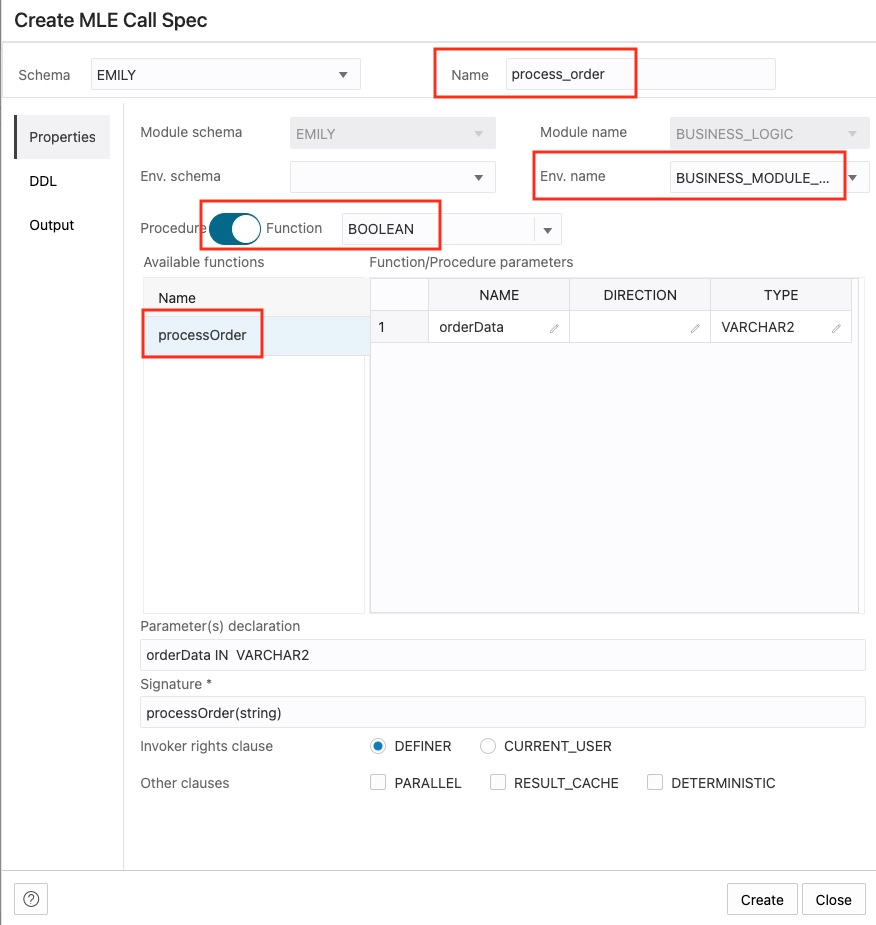 Create MLE Call Spec
Schema EMILY Name process_order
Properties
DDL
Output
Module schema EMILY Module name BUSINESS_LOGIC
Env. schema Env. name BUSINESS_MODULE_...
Procedure Function BOOLEAN
Available functions Function/Procedure parameters
Name NAME DIRECTION TYPE
processOrder 1 orderData VARCHAR2
Parameter(s) declaration
orderData IN  VARCHAR2
Signature *
processOrder(string)
Invoker rights clause DEFINER CURRENT_USER
Other clauses PARALLEL RESULT_CACHE DETERMINISTIC
? Create Close